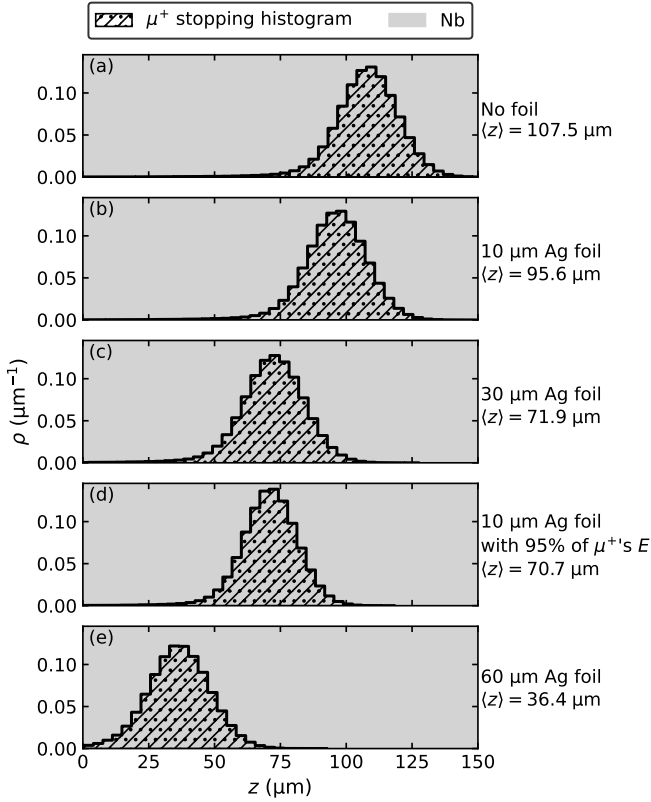 μ⁺ stopping histogram Nb
(a)
0.10
0.05
0.00
No foil
⟨z⟩ = 107.5 μm
(b)
0.10
0.05
0.00
10 μm Ag foil
⟨z⟩ = 95.6 μm
ρ (μm⁻¹)
(c)
0.10
0.05
0.00
30 μm Ag foil
⟨z⟩ = 71.9 μm
(d)
0.10
0.05
0.00
10 μm Ag foil
with 95% of μ⁺'s E
⟨z⟩ = 70.7 μm
(e)
0.10
0.05
0.00
60 μm Ag foil
⟨z⟩ = 36.4 μm
0 25 50 75 100 125 150
z (μm)